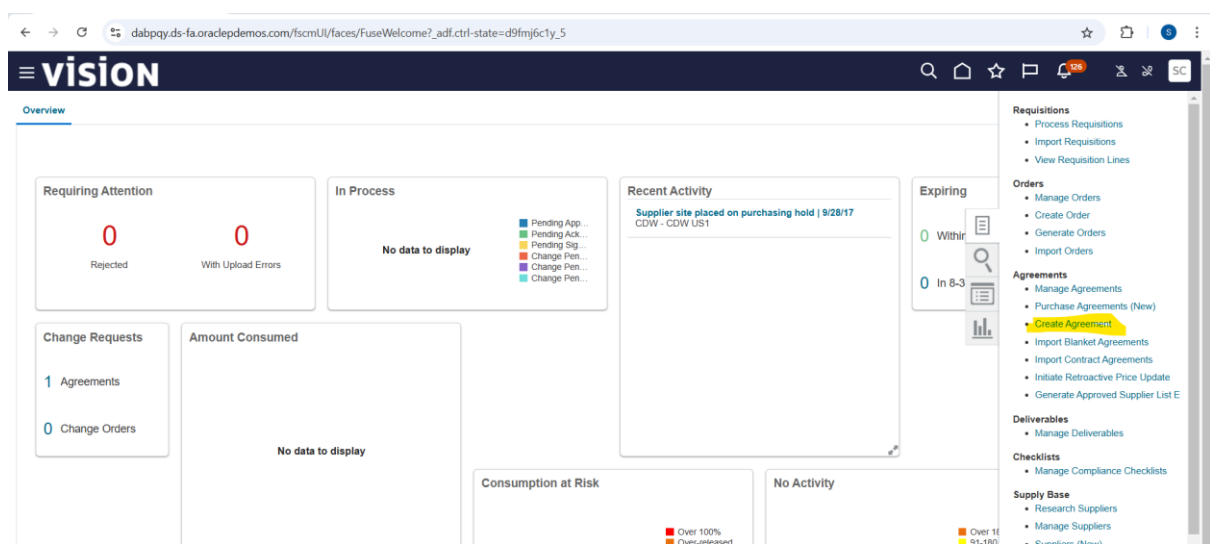 dabpqy.ds-fa.oraclepdemos.com/fscmUI/faces/FuseWelcome?_adf.ctrl-state=d9fmj6c1y_5
S
vision
126
SC
Overview
Requiring Attention
0
0
Rejected
With Upload Errors
In Process
No data to display
Pending App...
Pending Ack...
Pending Sig...
Change Pen...
Change Pen...
Change Pen...
Recent Activity
Supplier site placed on purchasing hold | 9/28/17
CDW - CDW US1
Expiring
0 Within
0 In 8-3
Change Requests
1 Agreements
0 Change Orders
Amount Consumed
No data to display
Consumption at Risk
Over 100%
Over-released
No Activity
Over 18
91-180
Requisitions
Process Requisitions
Import Requisitions
View Requisition Lines
Orders
Manage Orders
Create Order
Generate Orders
Import Orders
Agreements
Manage Agreements
Purchase Agreements (New)
Create Agreement
Import Blanket Agreements
Import Contract Agreements
Initiate Retroactive Price Update
Generate Approved Supplier List E
Deliverables
Manage Deliverables
Checklists
Manage Compliance Checklists
Supply Base
Research Suppliers
Manage Suppliers
Suppliers (New)